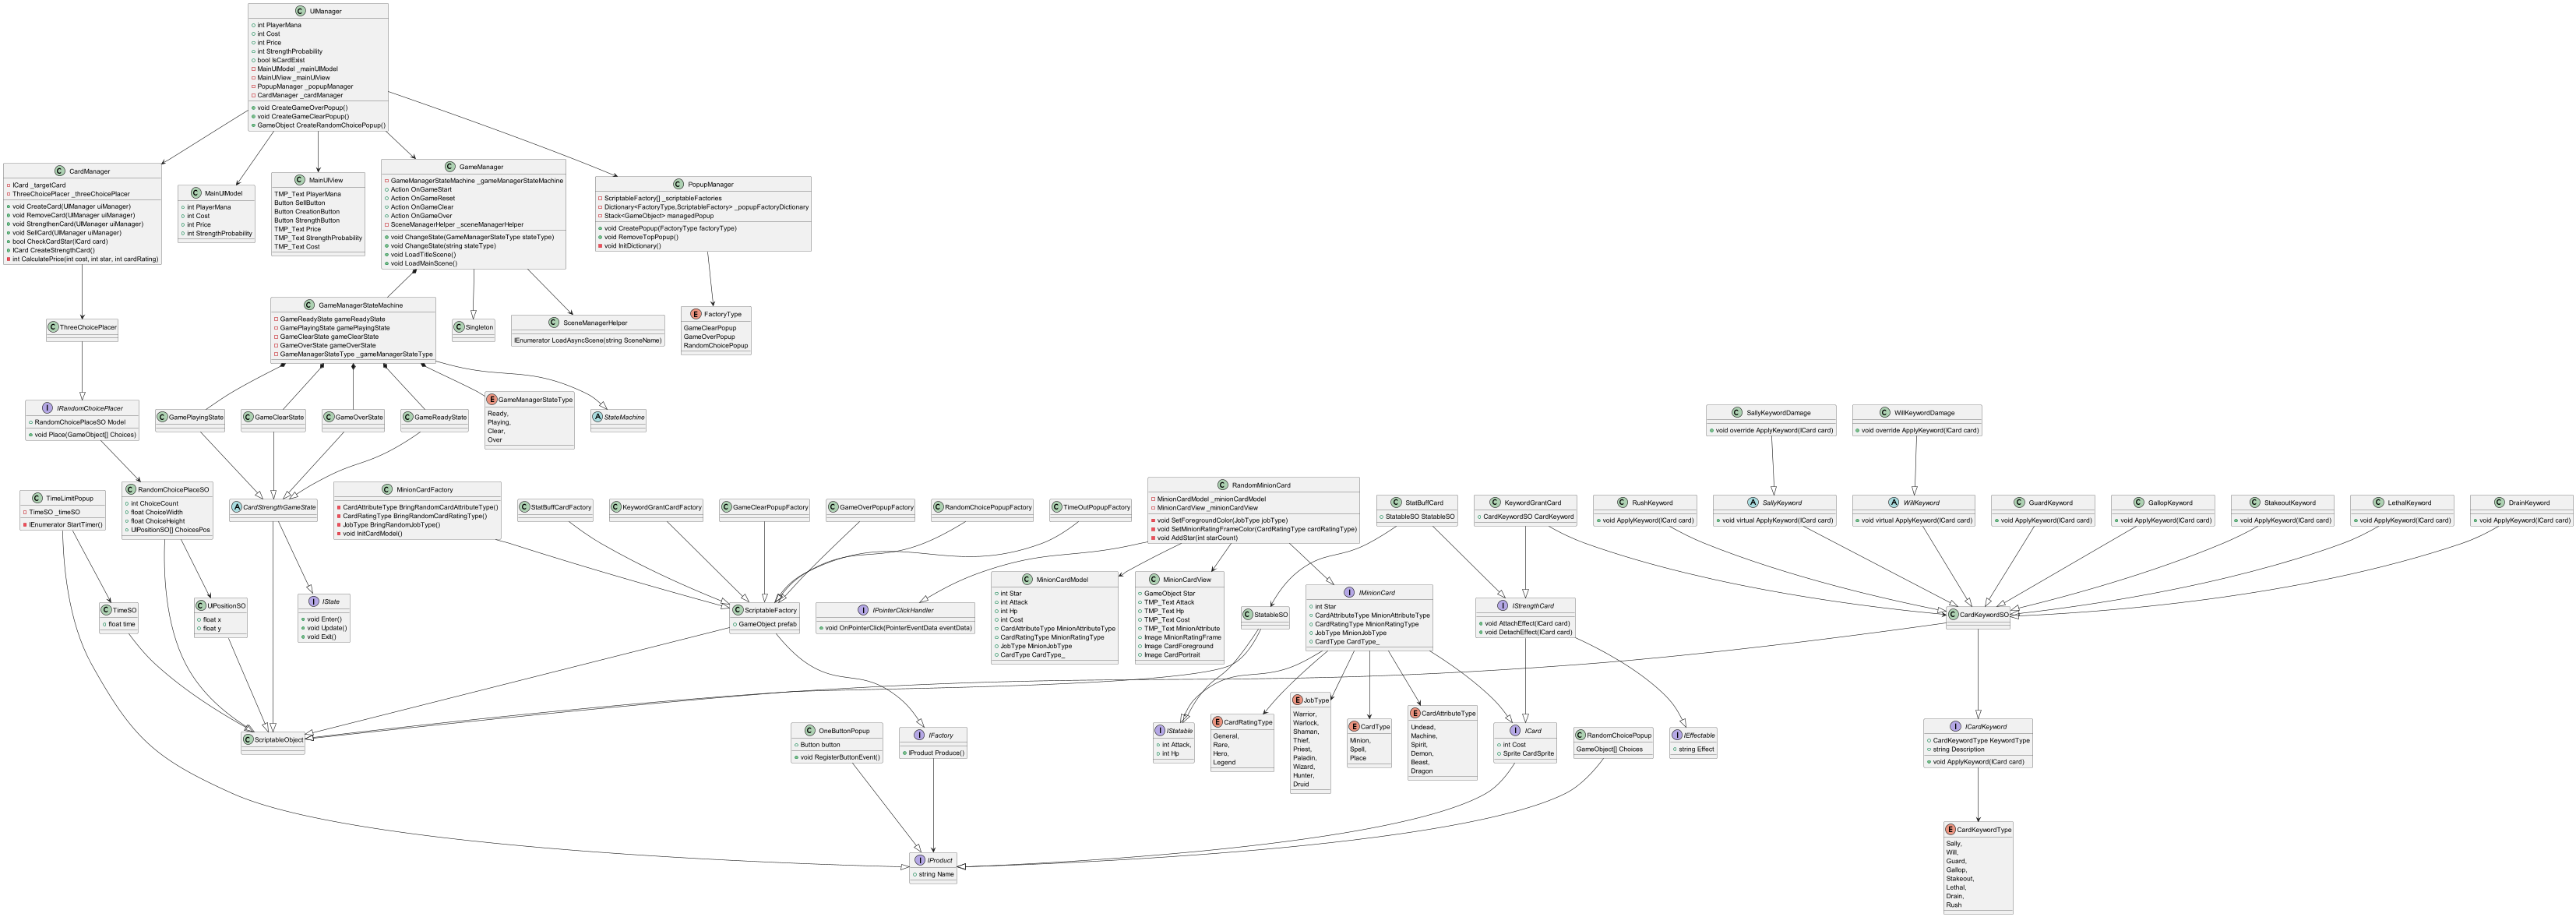 C UIManager
int PlayerMana
int Cost
int Price
int StrengthProbability
bool IsCardExist
MainUIModel _mainUIModel
MainUIView _mainUIView
PopupManager _popupManager
CardManager _cardManager
void CreateGameOverPopup()
void CreateGameClearPopup()
GameObject CreateRandomChoicePopup()
C CardManager
ICard _targetCard
ThreeChoicePlacer _threeChoicePlacer
void CreateCard(UIManager uiManager)
void RemoveCard(UIManager uiManager)
void StrengthenCard(UIManager uiManager)
void SellCard(UIManager uiManager)
bool CheckCardStar(ICard card)
ICard CreateStrengthCard()
int CalculatePrice(int cost, int star, int cardRating)
C MainUIModel
int PlayerMana
int Cost
int Price
int StrengthProbability
C MainUIView
TMP_Text PlayerMana
Button SellButton
Button CreationButton
Button StrengthButton
TMP_Text Price
TMP_Text StrengthProbability
TMP_Text Cost
C GameManager
GameManagerStateMachine _gameManagerStateMachine
Action OnGameStart
Action OnGameReset
Action OnGameClear
Action OnGameOver
SceneManagerHelper _sceneManagerHelper
void ChangeState(GameManagerStateType stateType)
void ChangeState(string stateType)
void LoadTitleScene()
void LoadMainScene()
C PopupManager
ScriptableFactory[] _scriptableFactories
Dictionary<FactoryType,ScriptableFactory> _popupFactoryDictionary
Stack<GameObject> managedPopup
void CreatePopup(FactoryType factoryType)
void RemoveTopPopup()
void InitDictionary()
C ThreeChoicePlacer
C GameManagerStateMachine
GameReadyState gameReadyState
GamePlayingState gamePlayingState
GameClearState gameClearState
GameOverState gameOverState
GameManagerStateType _gameManagerStateType
C Singleton
C SceneManagerHelper
IEnumerator LoadAsyncScene(string SceneName)
E FactoryType
GameClearPopup
GameOverPopup
RandomChoicePopup
I IRandomChoicePlacer
RandomChoicePlaceSO Model
void Place(GameObject[] Choices)
C GamePlayingState
C GameClearState
C GameOverState
C GameReadyState
E GameManagerStateType
Ready,
Playing,
Clear,
Over
A StateMachine
C SallyKeywordDamage
void override ApplyKeyword(ICard card)
C WillKeywordDamage
void override ApplyKeyword(ICard card)
C TimeLimitPopup
TimeSO _timeSO
IEnumerator StartTimer()
C RandomChoicePlaceSO
int ChoiceCount
float ChoiceWidth
float ChoiceHeight
UIPositionSO[] ChoicesPos
A CardStrengthGameState
C MinionCardFactory
CardAttributeType BringRandomCardAttributeType()
CardRatingType BringRandomCardRatingType()
JobType BringRandomJobType()
void InitCardModel()
C StatBuffCardFactory
C KeywordGrantCardFactory
C GameClearPopupFactory
C GameOverPopupFactory
C RandomChoicePopupFactory
C TimeOutPopupFactory
C RandomMinionCard
MinionCardModel _minionCardModel
MinionCardView _minionCardView
void SetForegroundColor(JobType jobType)
void SetMinionRatingFrameColor(CardRatingType cardRatingType)
void AddStar(int starCount)
C StatBuffCard
StatableSO StatableSO
C KeywordGrantCard
CardKeywordSO CardKeyword
C RushKeyword
void ApplyKeyword(ICard card)
A SallyKeyword
void virtual ApplyKeyword(ICard card)
A WillKeyword
void virtual ApplyKeyword(ICard card)
C GuardKeyword
void ApplyKeyword(ICard card)
C GallopKeyword
void ApplyKeyword(ICard card)
C StakeoutKeyword
void ApplyKeyword(ICard card)
C LethalKeyword
void ApplyKeyword(ICard card)
C DrainKeyword
void ApplyKeyword(ICard card)
C TimeSO
float time
C UIPositionSO
float x
float y
I IState
void Enter()
void Update()
void Exit()
C ScriptableFactory
GameObject prefab
I IPointerClickHandler
void OnPointerClick(PointerEventData eventData)
C MinionCardModel
int Star
int Attack
int Hp
int Cost
CardAttributeType MinionAttributeType
CardRatingType MinionRatingType
JobType MinionJobType
CardType CardType_
C MinionCardView
GameObject Star
TMP_Text Attack
TMP_Text Hp
TMP_Text Cost
TMP_Text MinionAttribute
Image MinionRatingFrame
Image CardForeground
Image CardPortrait
C StatableSO
I IMinionCard
int Star
CardAttributeType MinionAttributeType
CardRatingType MinionRatingType
JobType MinionJobType
CardType CardType_
I IStrengthCard
void AttachEffect(ICard card)
void DetachEffect(ICard card)
C CardKeywordSO
C ScriptableObject
C OneButtonPopup
Button button
void RegisterButtonEvent()
I IFactory
IProduct Produce()
I IStatable
int Attack,
int Hp
E CardRatingType
General,
Rare,
Hero,
Legend
E JobType
Warrior,
Warlock,
Shaman,
Thief,
Priest,
Paladin,
Wizard,
Hunter,
Druid
E CardType
Minion,
Spell,
Place
E CardAttributeType
Undead,
Machine,
Spirit,
Demon,
Beast,
Dragon
I ICard
int Cost
Sprite CardSprite
C RandomChoicePopup
GameObject[] Choices
I IEffectable
string Effect
I ICardKeyword
CardKeywordType KeywordType
string Description
void ApplyKeyword(ICard card)
I IProduct
string Name
E CardKeywordType
Sally,
Will,
Guard,
Gallop,
Stakeout,
Lethal,
Drain,
Rush